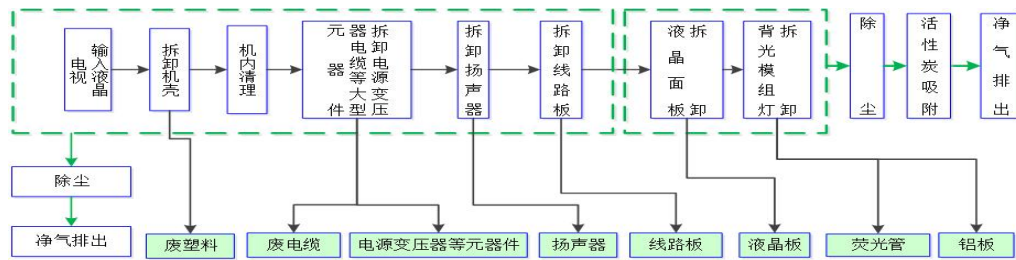 输入液晶
电视
拆卸机壳
机内清理
拆卸电源变压
器电缆等大型
元器件
拆卸扬声器
拆卸线路板
拆卸
液晶面板
拆卸
背光模组灯
除尘
活性炭吸附
净气排出
除尘
净气排出
废塑料
废电缆
电源变压器等元器件
扬声器
线路板
液晶板
荧光管
铝板